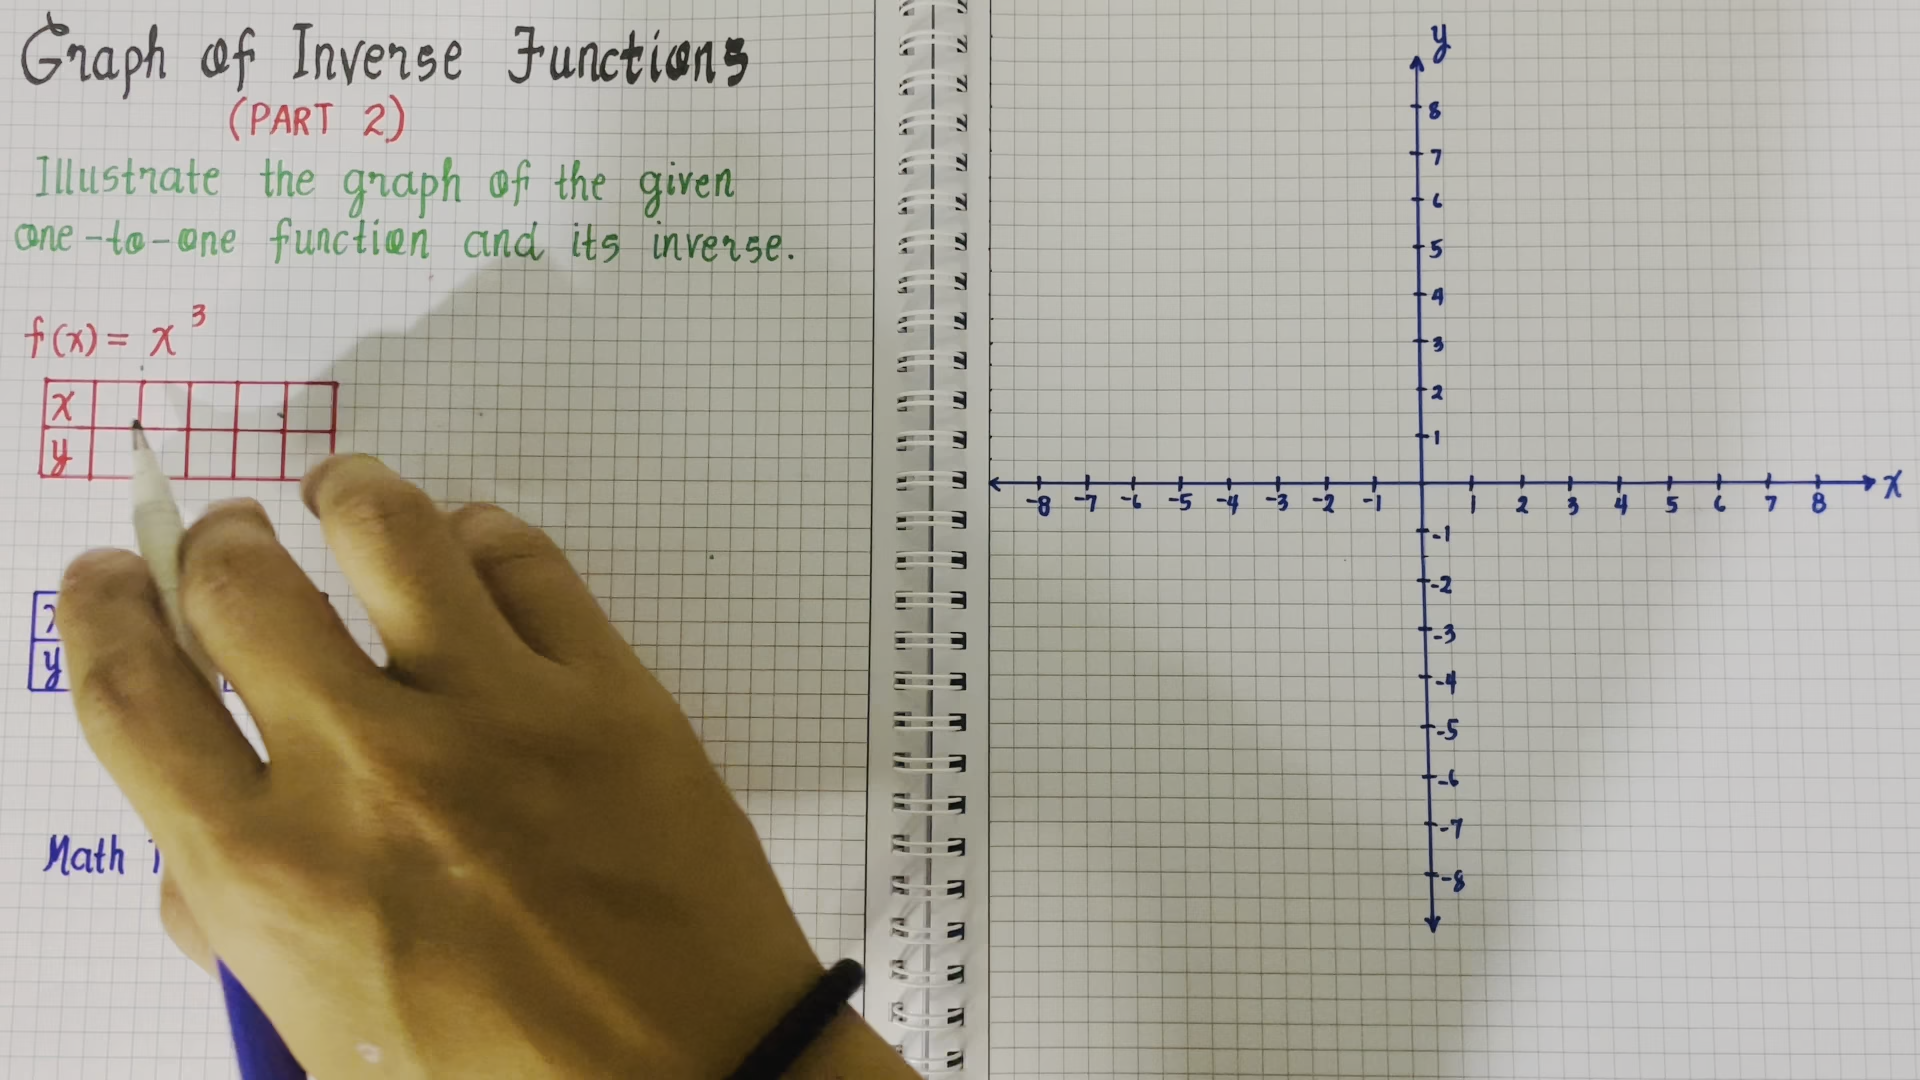 Graph of Inverse Functions
(PART 2)
Illustrate the graph of the given
one-to-one function and its inverse.
f(x) = x³
x
y
y
Math
y
8
7
6
5
4
3
2
1
-8 -7 -6 -5 -4 -3 -2 -1 1 2 3 4 5 6 7 8 x
-1
-2
-3
-4
-5
-6
-7
-8